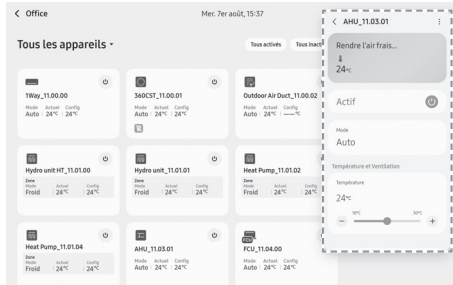 Office
Mer. 7er août, 15:37
Tous les appareils
Tous activés
Tous inact
1Way_11.00.00
Mode Actuel Config
Auto 24°C 24°C
360CST_11.00.01
Mode Actuel Config
Auto 24°C 24°C
Outdoor Air Duct_11.00.02
Mode Actuel Config
Auto 24°C —°C
Hydro unit HT_11.01.00
Zone
Mode Actuel Config
Froid 24°C 24°C
Hydro unit_11.01.01
Zone
Mode Actuel Config
Froid 24°C 24°C
Heat Pump_11.01.02
Zone
Mode Actuel Config
Froid 24°C 24°C
Heat Pump_11.01.04
Zone
Mode Actuel Config
Froid 24°C 24°C
AHU_11.03.01
Mode Actuel Config
Auto 24°C 24°C
FCU
FCU_11.04.00
Mode Actuel Config
Auto 24°C 24°C
AHU_11.03.01
Rendre l'air frais...
24°C
Actif
Mode
Auto
Température et Ventilation
Température
24°C
10°C 30°C